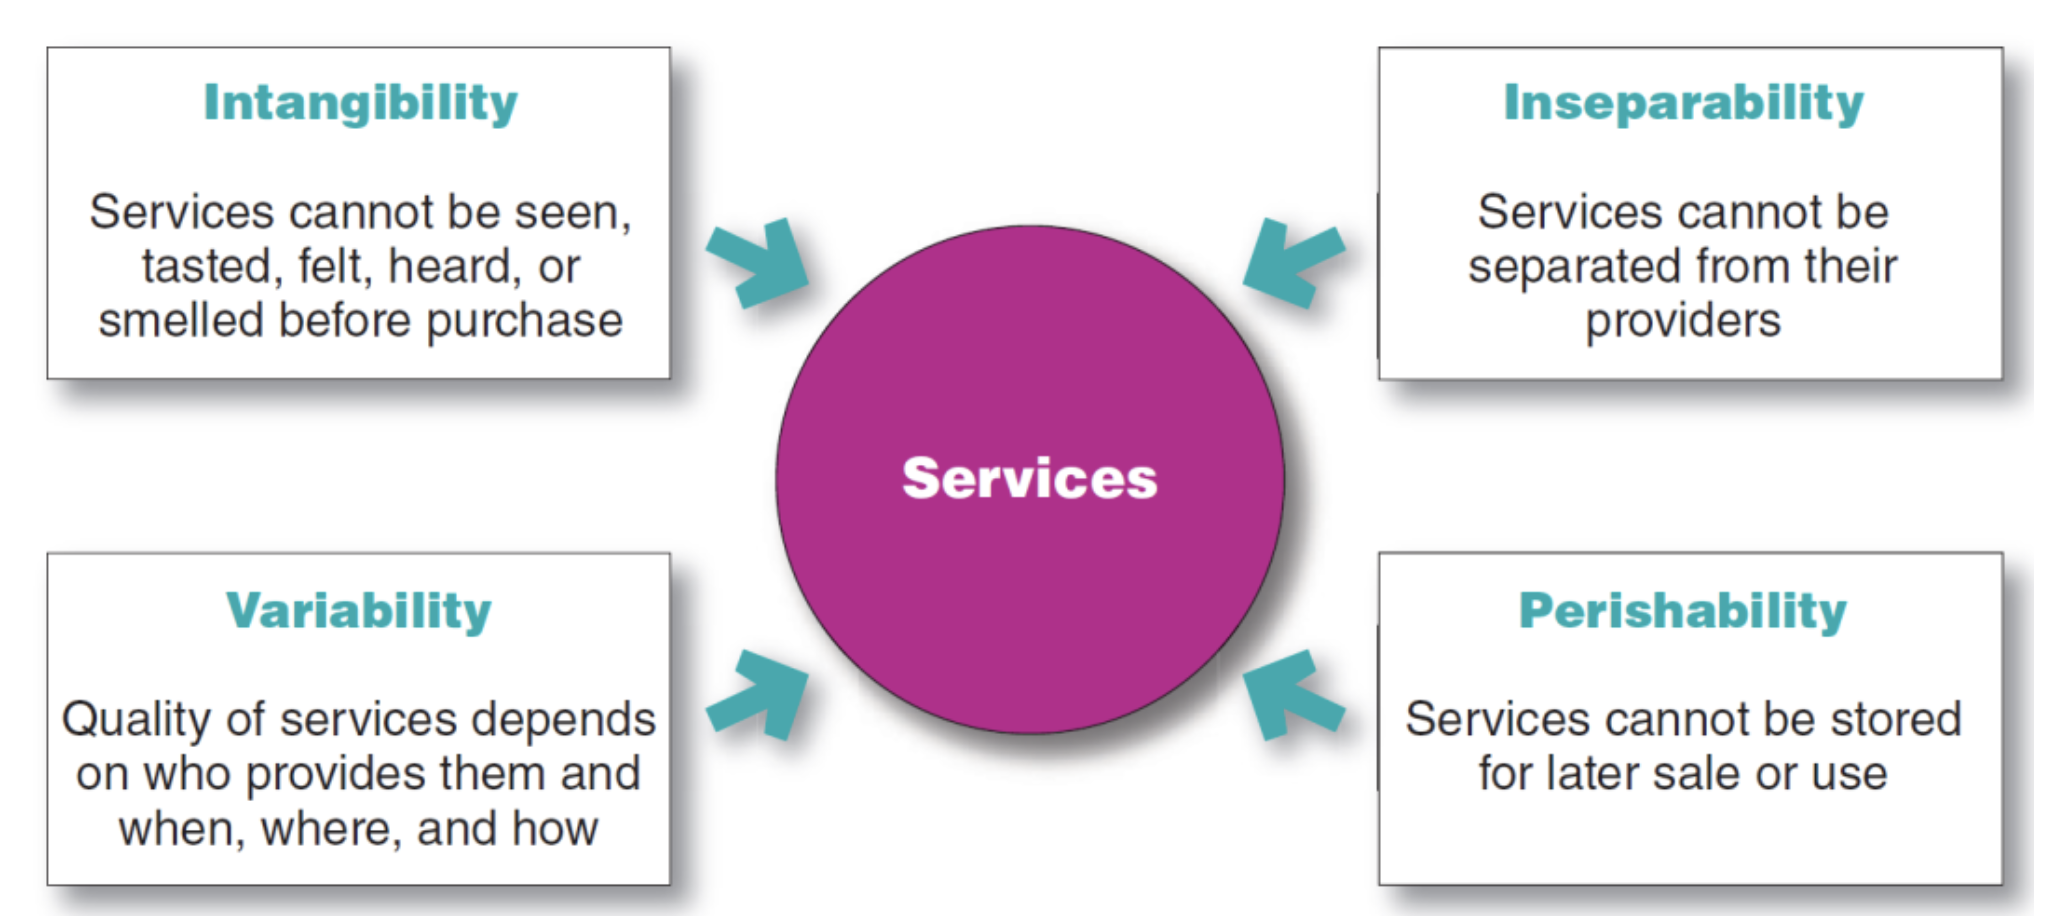 Intangibility
Services cannot be seen,
tasted, felt, heard, or
smelled before purchase
Inseparability
Services cannot be
separated from their
providers
Services
Variability
Quality of services depends
on who provides them and
when, where, and how
Perishability
Services cannot be stored
for later sale or use